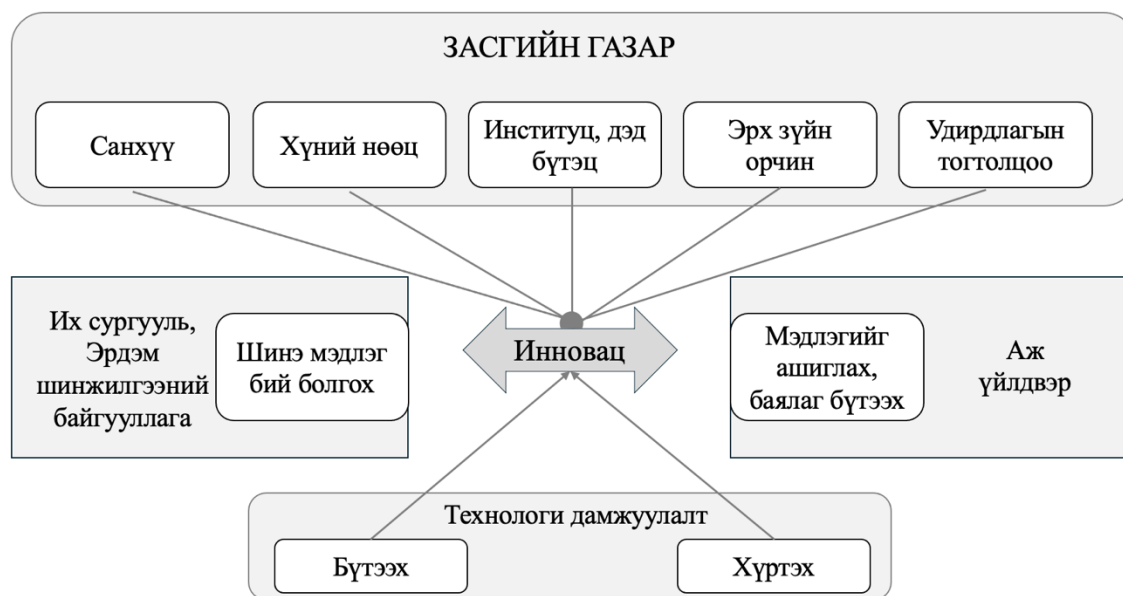 ЗАСГИЙН ГАЗАР
Санхүү
Хүний нөөц
Институц, дэд
бүтэц
Эрх зүйн
орчин
Удирдлагын
тогтолцоо
Их сургууль,
Эрдэм
шинжилгээний
байгууллага
Шинэ мэдлэг
бий болгох
Инновац
Мэдлэгийг
ашиглах,
баялаг бүтээх
Аж
үйлдвэр
Технологи дамжуулалт
Бүтээх
Хүртэх